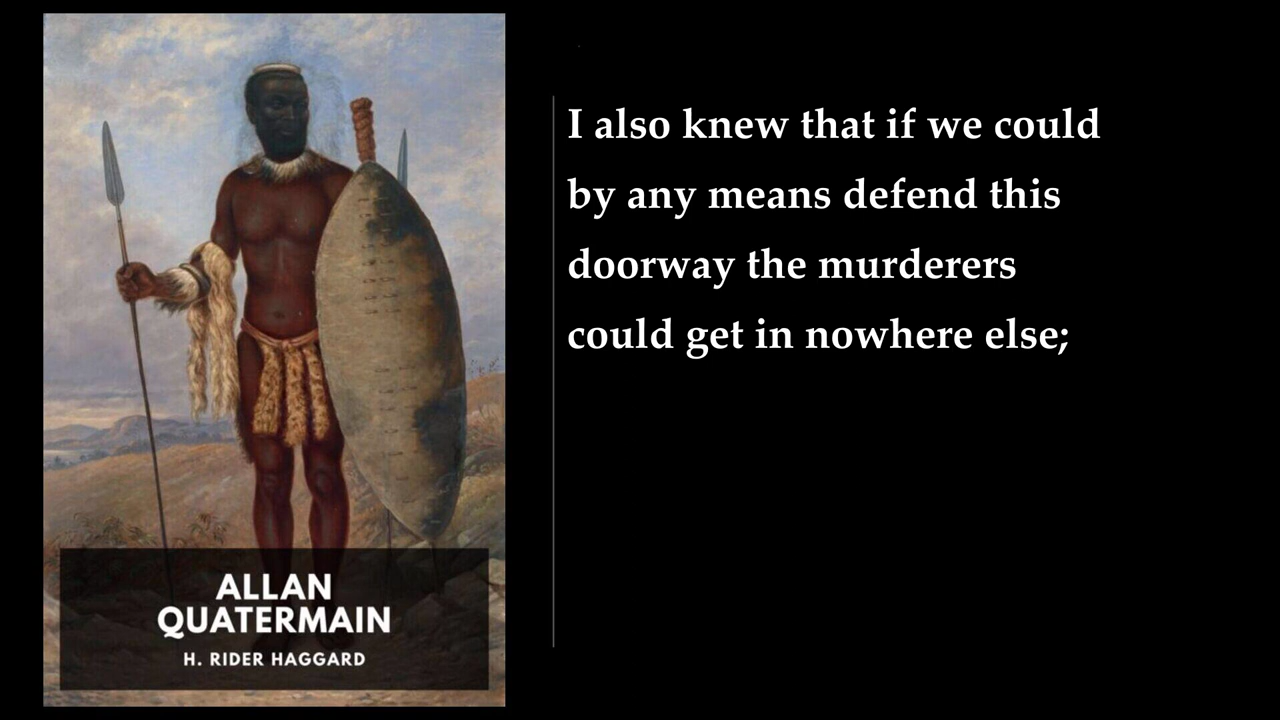 I also knew that if we could
by any means defend this
doorway the murderers
could get in nowhere else;
ALLAN
QUATERMAIN
H. RIDER HAGGARD